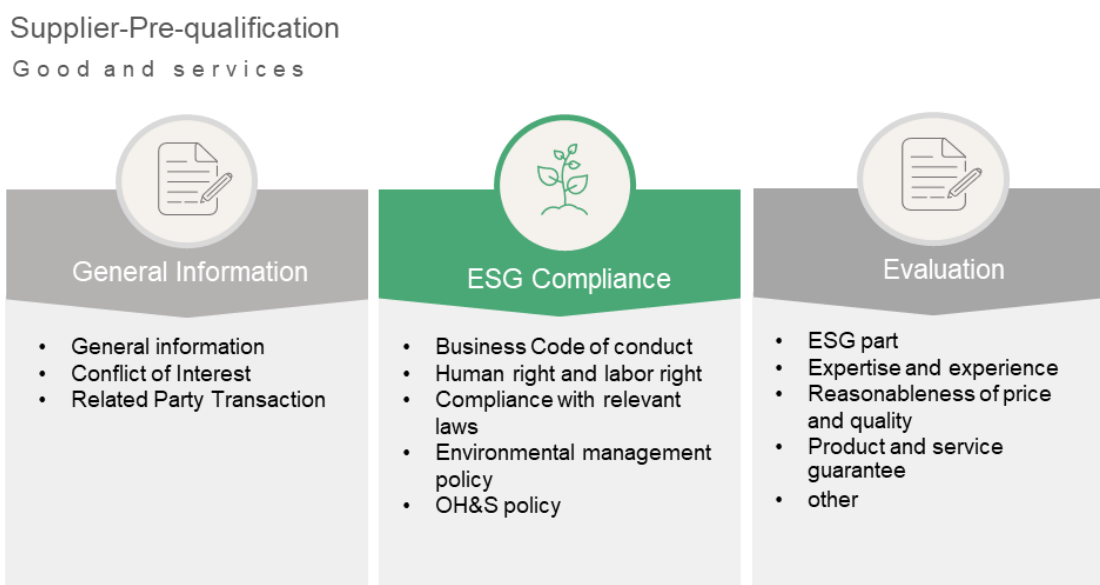 Supplier-Pre-qualification
Good and services
General Information
• General information
• Conflict of Interest
• Related Party Transaction
ESG Compliance
• Business Code of conduct
• Human right and labor right
• Compliance with relevant
laws
• Environmental management
policy
• OH&S policy
Evaluation
• ESG part
• Expertise and experience
• Reasonableness of price
and quality
• Product and service
guarantee
• other